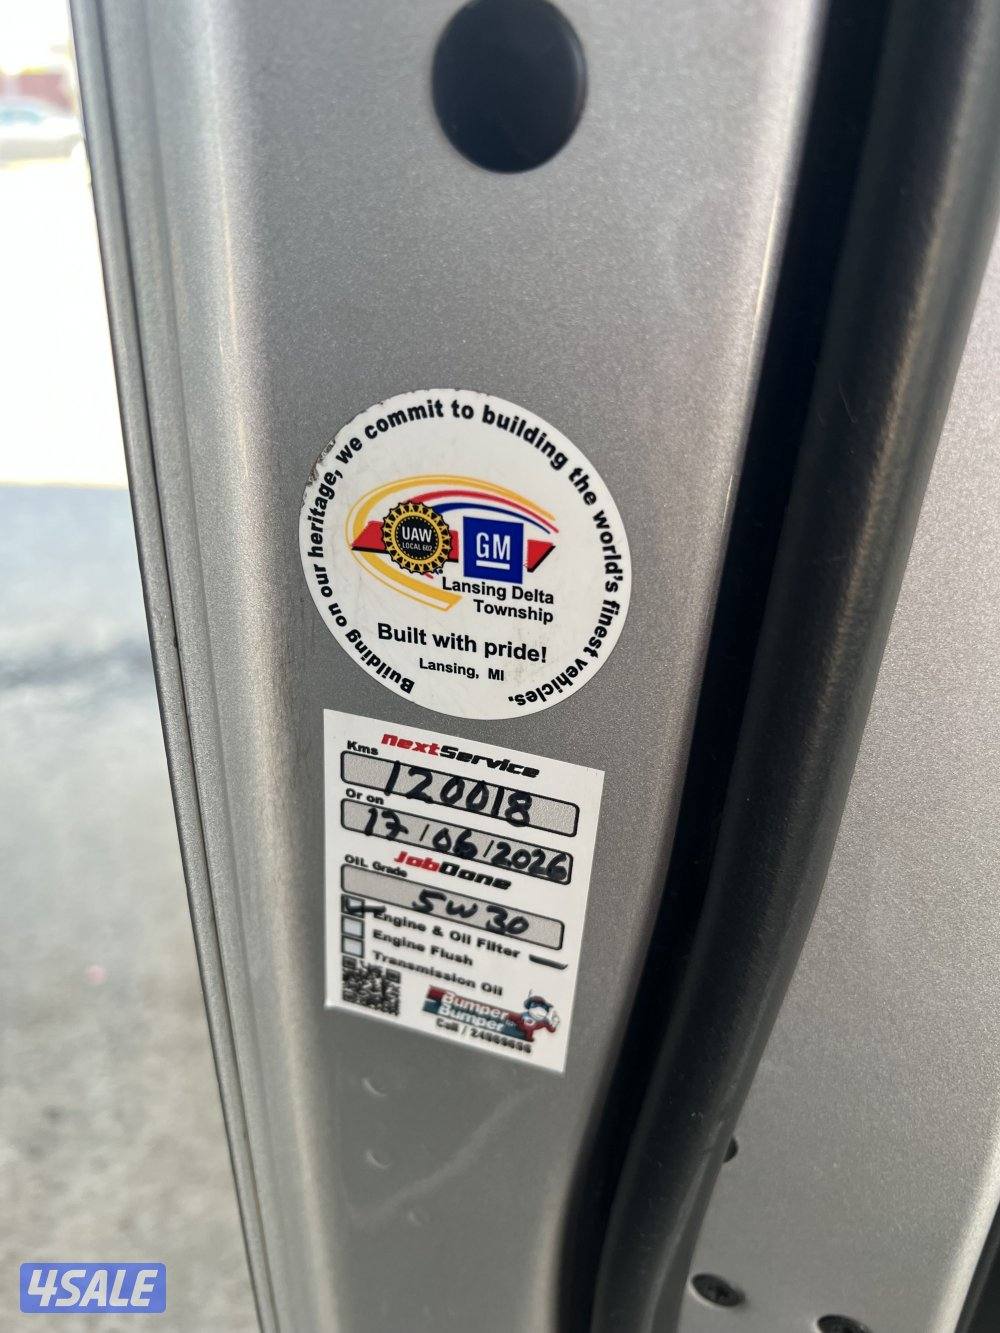 Building on our heritage, we commit to building the world's finest vehicles.
UAW
LOCAL 602
GM
Lansing Delta
Township
Built with pride!
Lansing, MI
nextService
Kms
120018
Or on
17/06/2026
JobDone
OIL Grade
5W30
Engine & Oil Filter
Engine Flush
Transmission Oil
Bumper
Bumper
Call /
4SALE